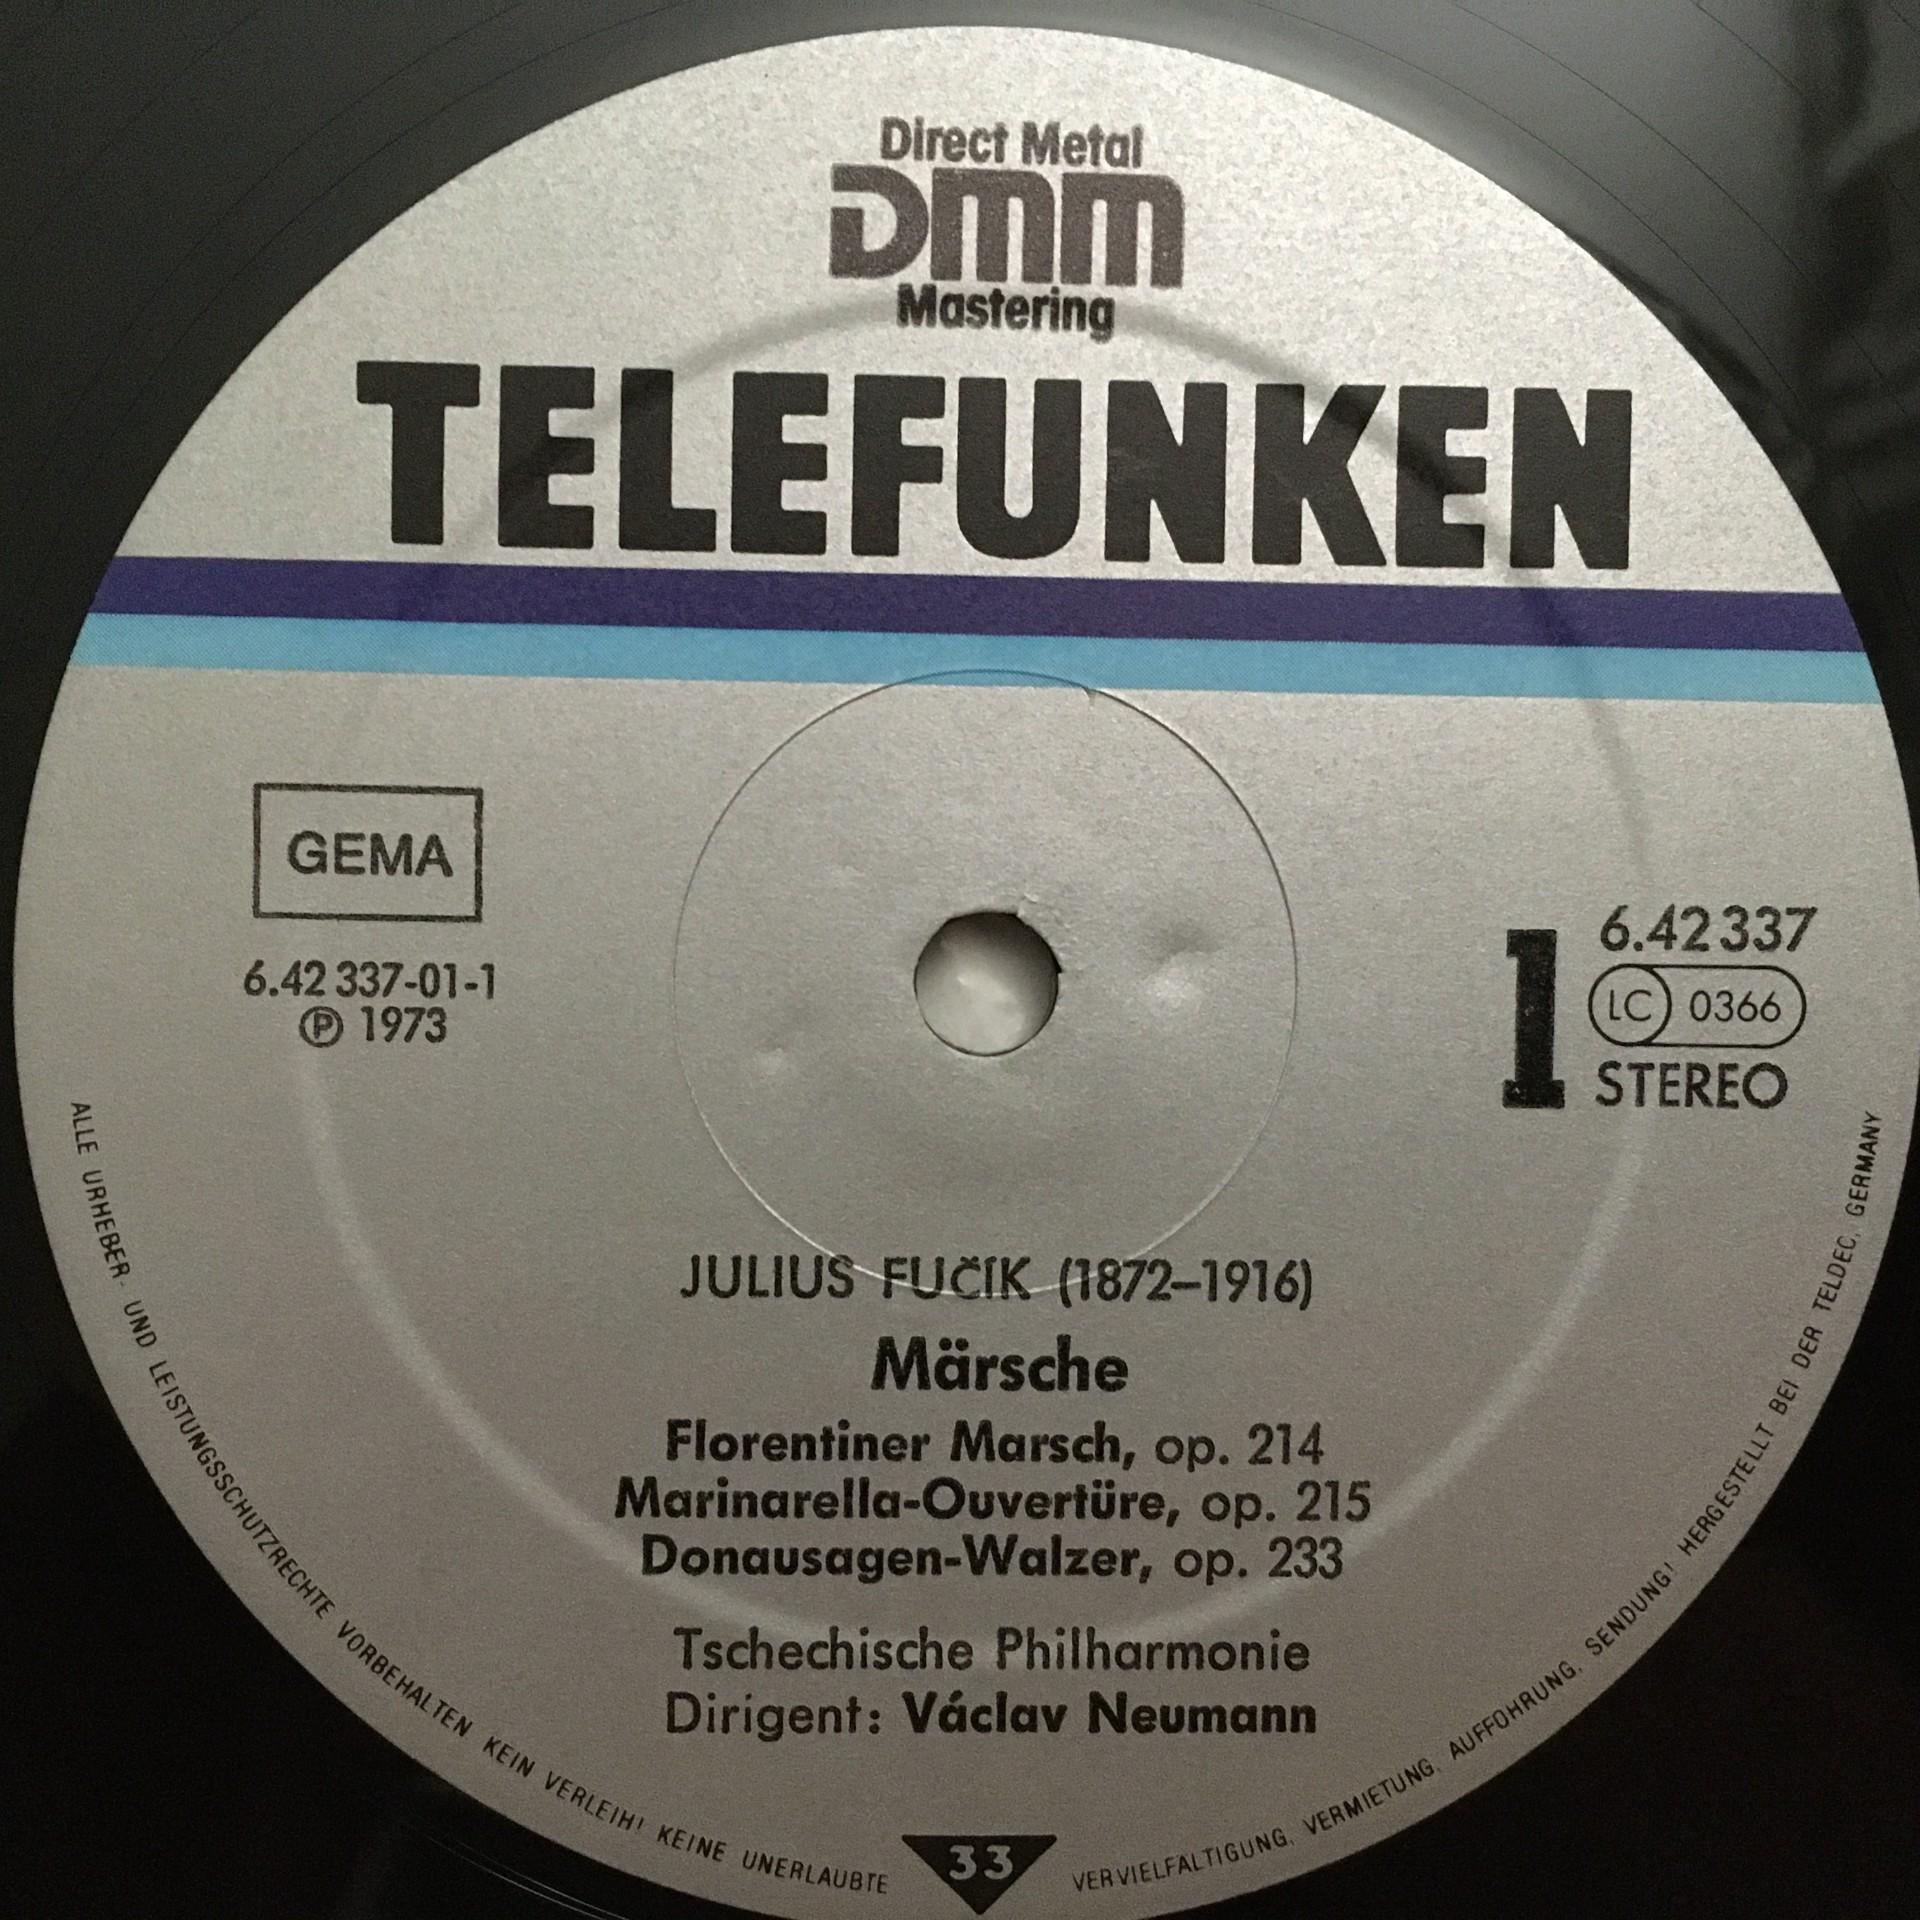 Direct Metal
DMM
Mastering
TELEFUNKEN
GEMA
6.42 337-01-1
Ⓟ 1973
1
6.42 337
LC 0366
STEREO
JULIUS FUČÍK (1872–1916)
Märsche
Florentiner Marsch, op. 214
Marinarella-Ouvertüre, op. 215
Donausagen-Walzer, op. 233
Tschechische Philharmonie
Dirigent: Václav Neumann
33
ALLE URHEBER- UND LEISTUNGSSCHUTZRECHTE VORBEHALTEN KEIN VERLEIH! KEINE UNERLAUBTE VERVIELFALTIGUNG, VERMIETUNG, AUFFOHRUNG, SENDUNG! HERGESTELLT BEI DER TELDEC, GERMANY